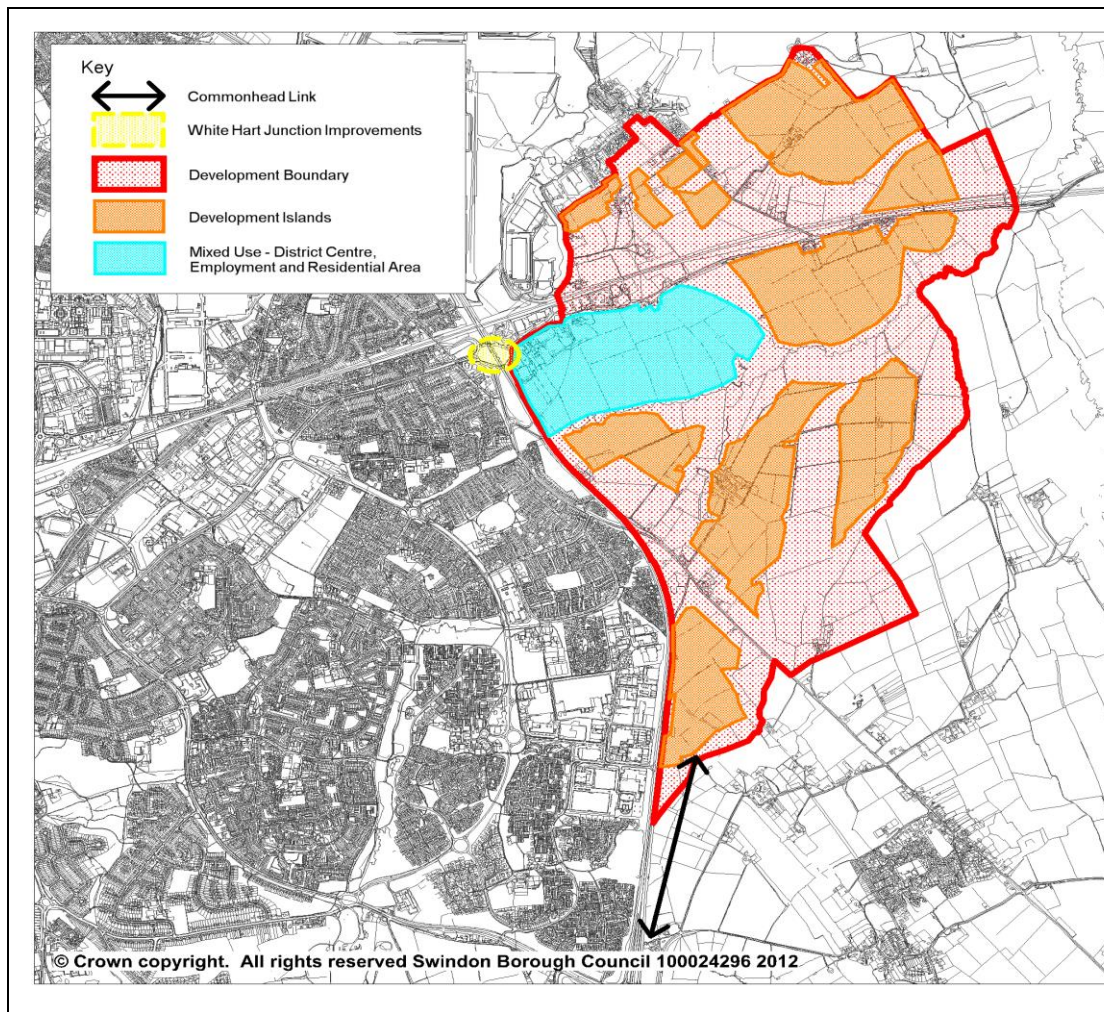 Key
Commonhead Link
White Hart Junction Improvements
Development Boundary
Development Islands
Mixed Use - District Centre,
Employment and Residential Area
© Crown copyright. All rights reserved Swindon Borough Council 100024296 2012